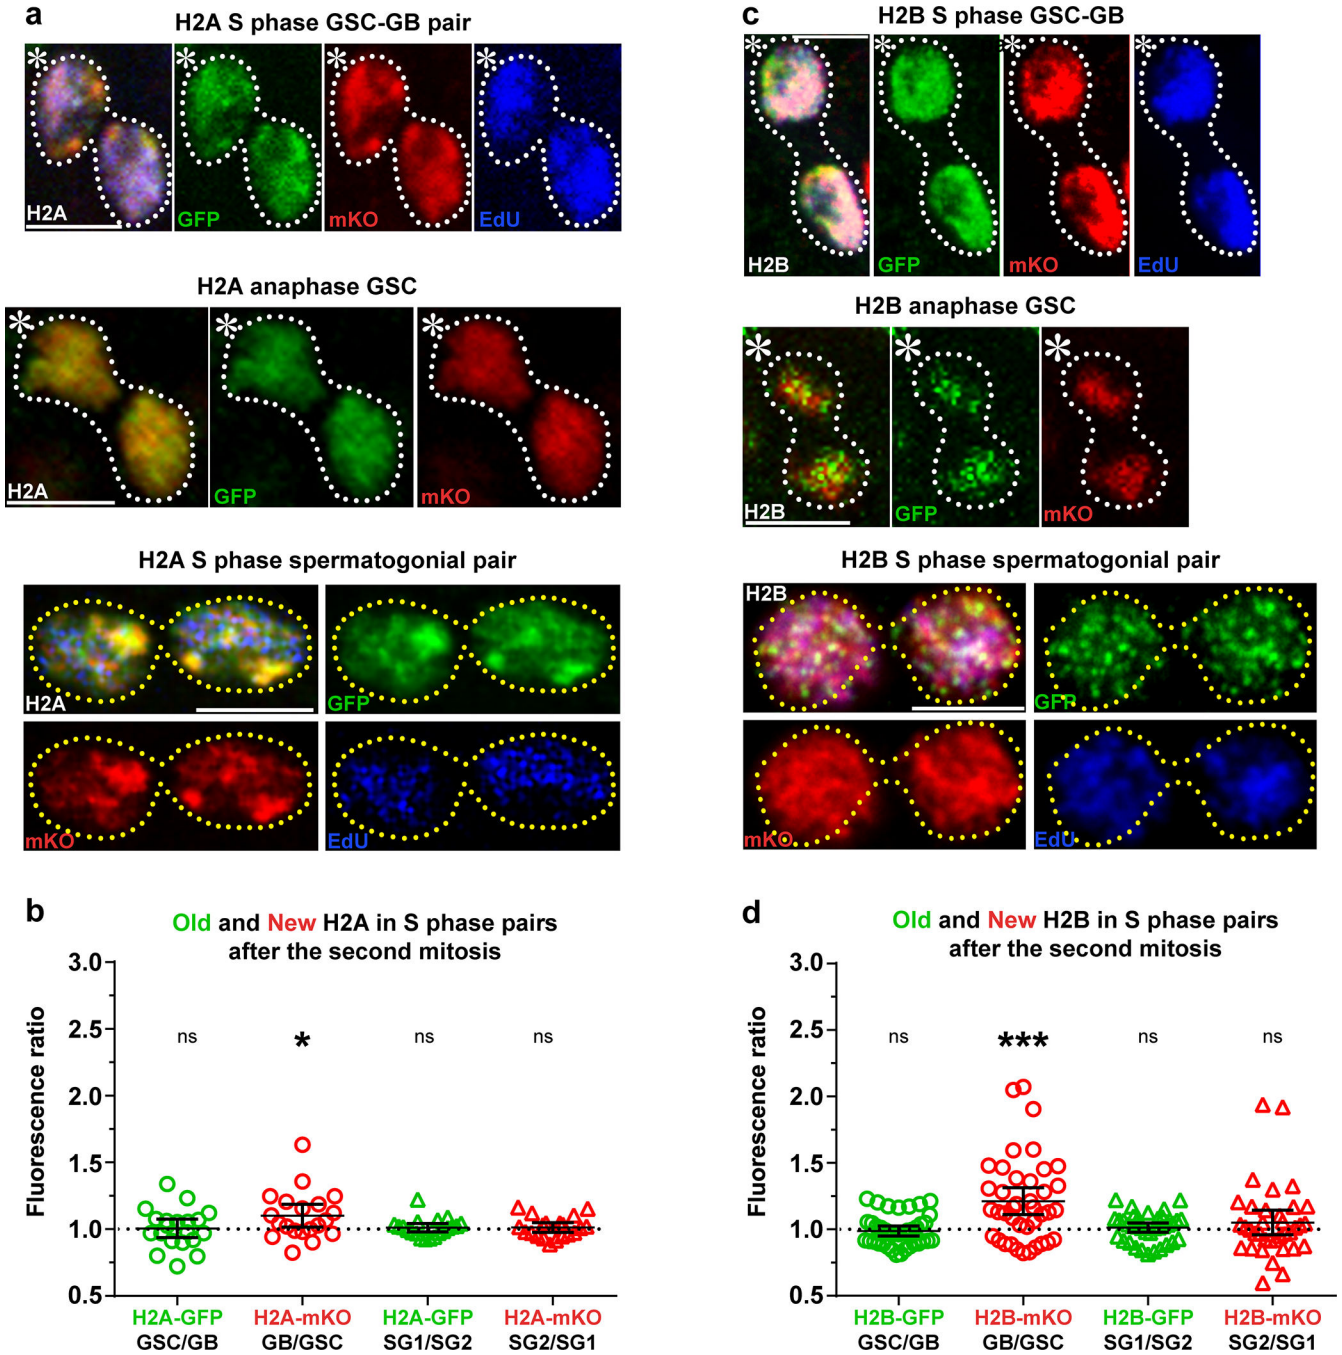 a
H2A S phase GSC-GB pair
*
*
*
*
H2A
GFP
mKO
EdU
H2A anaphase GSC
*
*
*
H2A
GFP
mKO
H2A S phase spermatogonial pair
H2A
GFP
mKO
EdU
b
Old and New H2A in S phase pairs
after the second mitosis
Fluorescence ratio
3.0
2.5
2.0
1.5
1.0
0.5
ns
*
ns
ns
H2A-GFP
GSC/GB
H2A-mKO
GB/GSC
H2A-GFP
SG1/SG2
H2A-mKO
SG2/SG1
c
H2B S phase GSC-GB
*
*
*
*
H2B
GFP
mKO
EdU
H2B anaphase GSC
*
*
*
H2B
GFP
mKO
H2B S phase spermatogonial pair
H2B
GFP
mKO
EdU
d
Old and New H2B in S phase pairs
after the second mitosis
Fluorescence ratio
3.0
2.5
2.0
1.5
1.0
0.5
ns
***
ns
ns
H2B-GFP
GSC/GB
H2B-mKO
GB/GSC
H2B-GFP
SG1/SG2
H2B-mKO
SG2/SG1